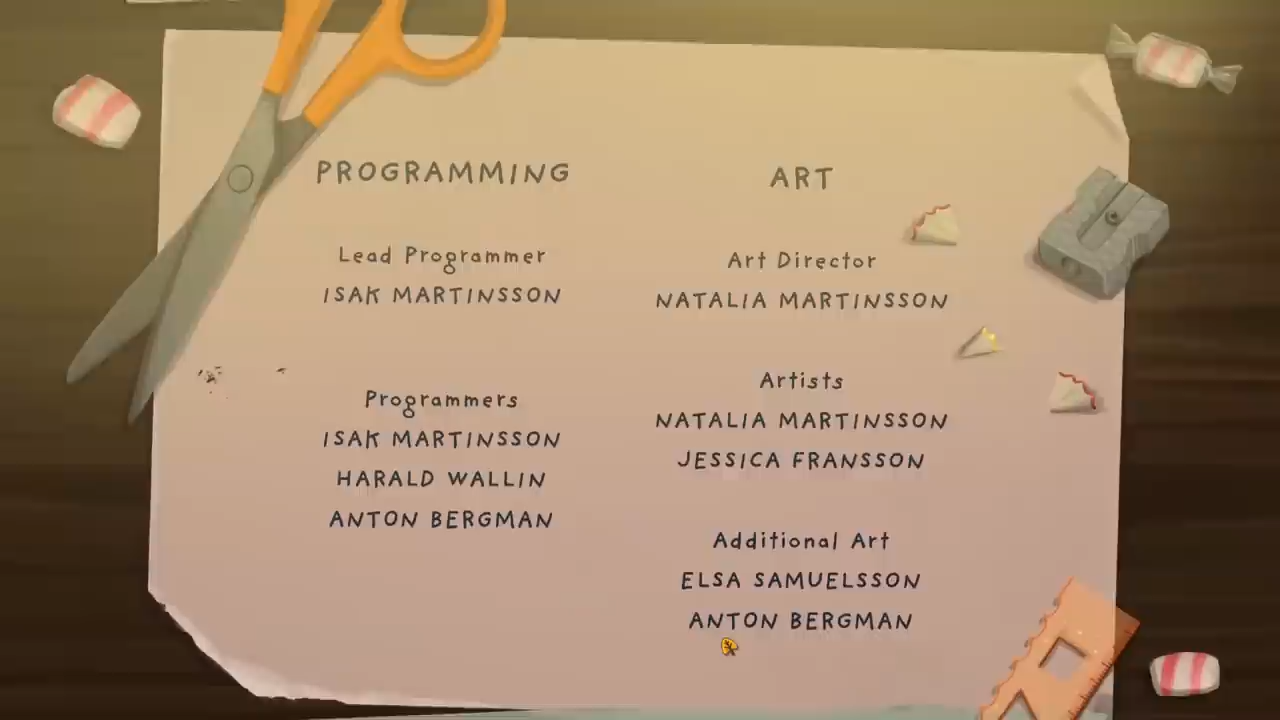 PROGRAMMING
Lead Programmer
ISAK MARTINSSON
Programmers
ISAK MARTINSSON
HARALD WALLIN
ANTON BERGMAN
ART
Art Director
NATALIA MARTINSSON
Artists
NATALIA MARTINSSON
JESSICA FRANSSON
Additional Art
ELSA SAMUELSSON
ANTON BERGMAN